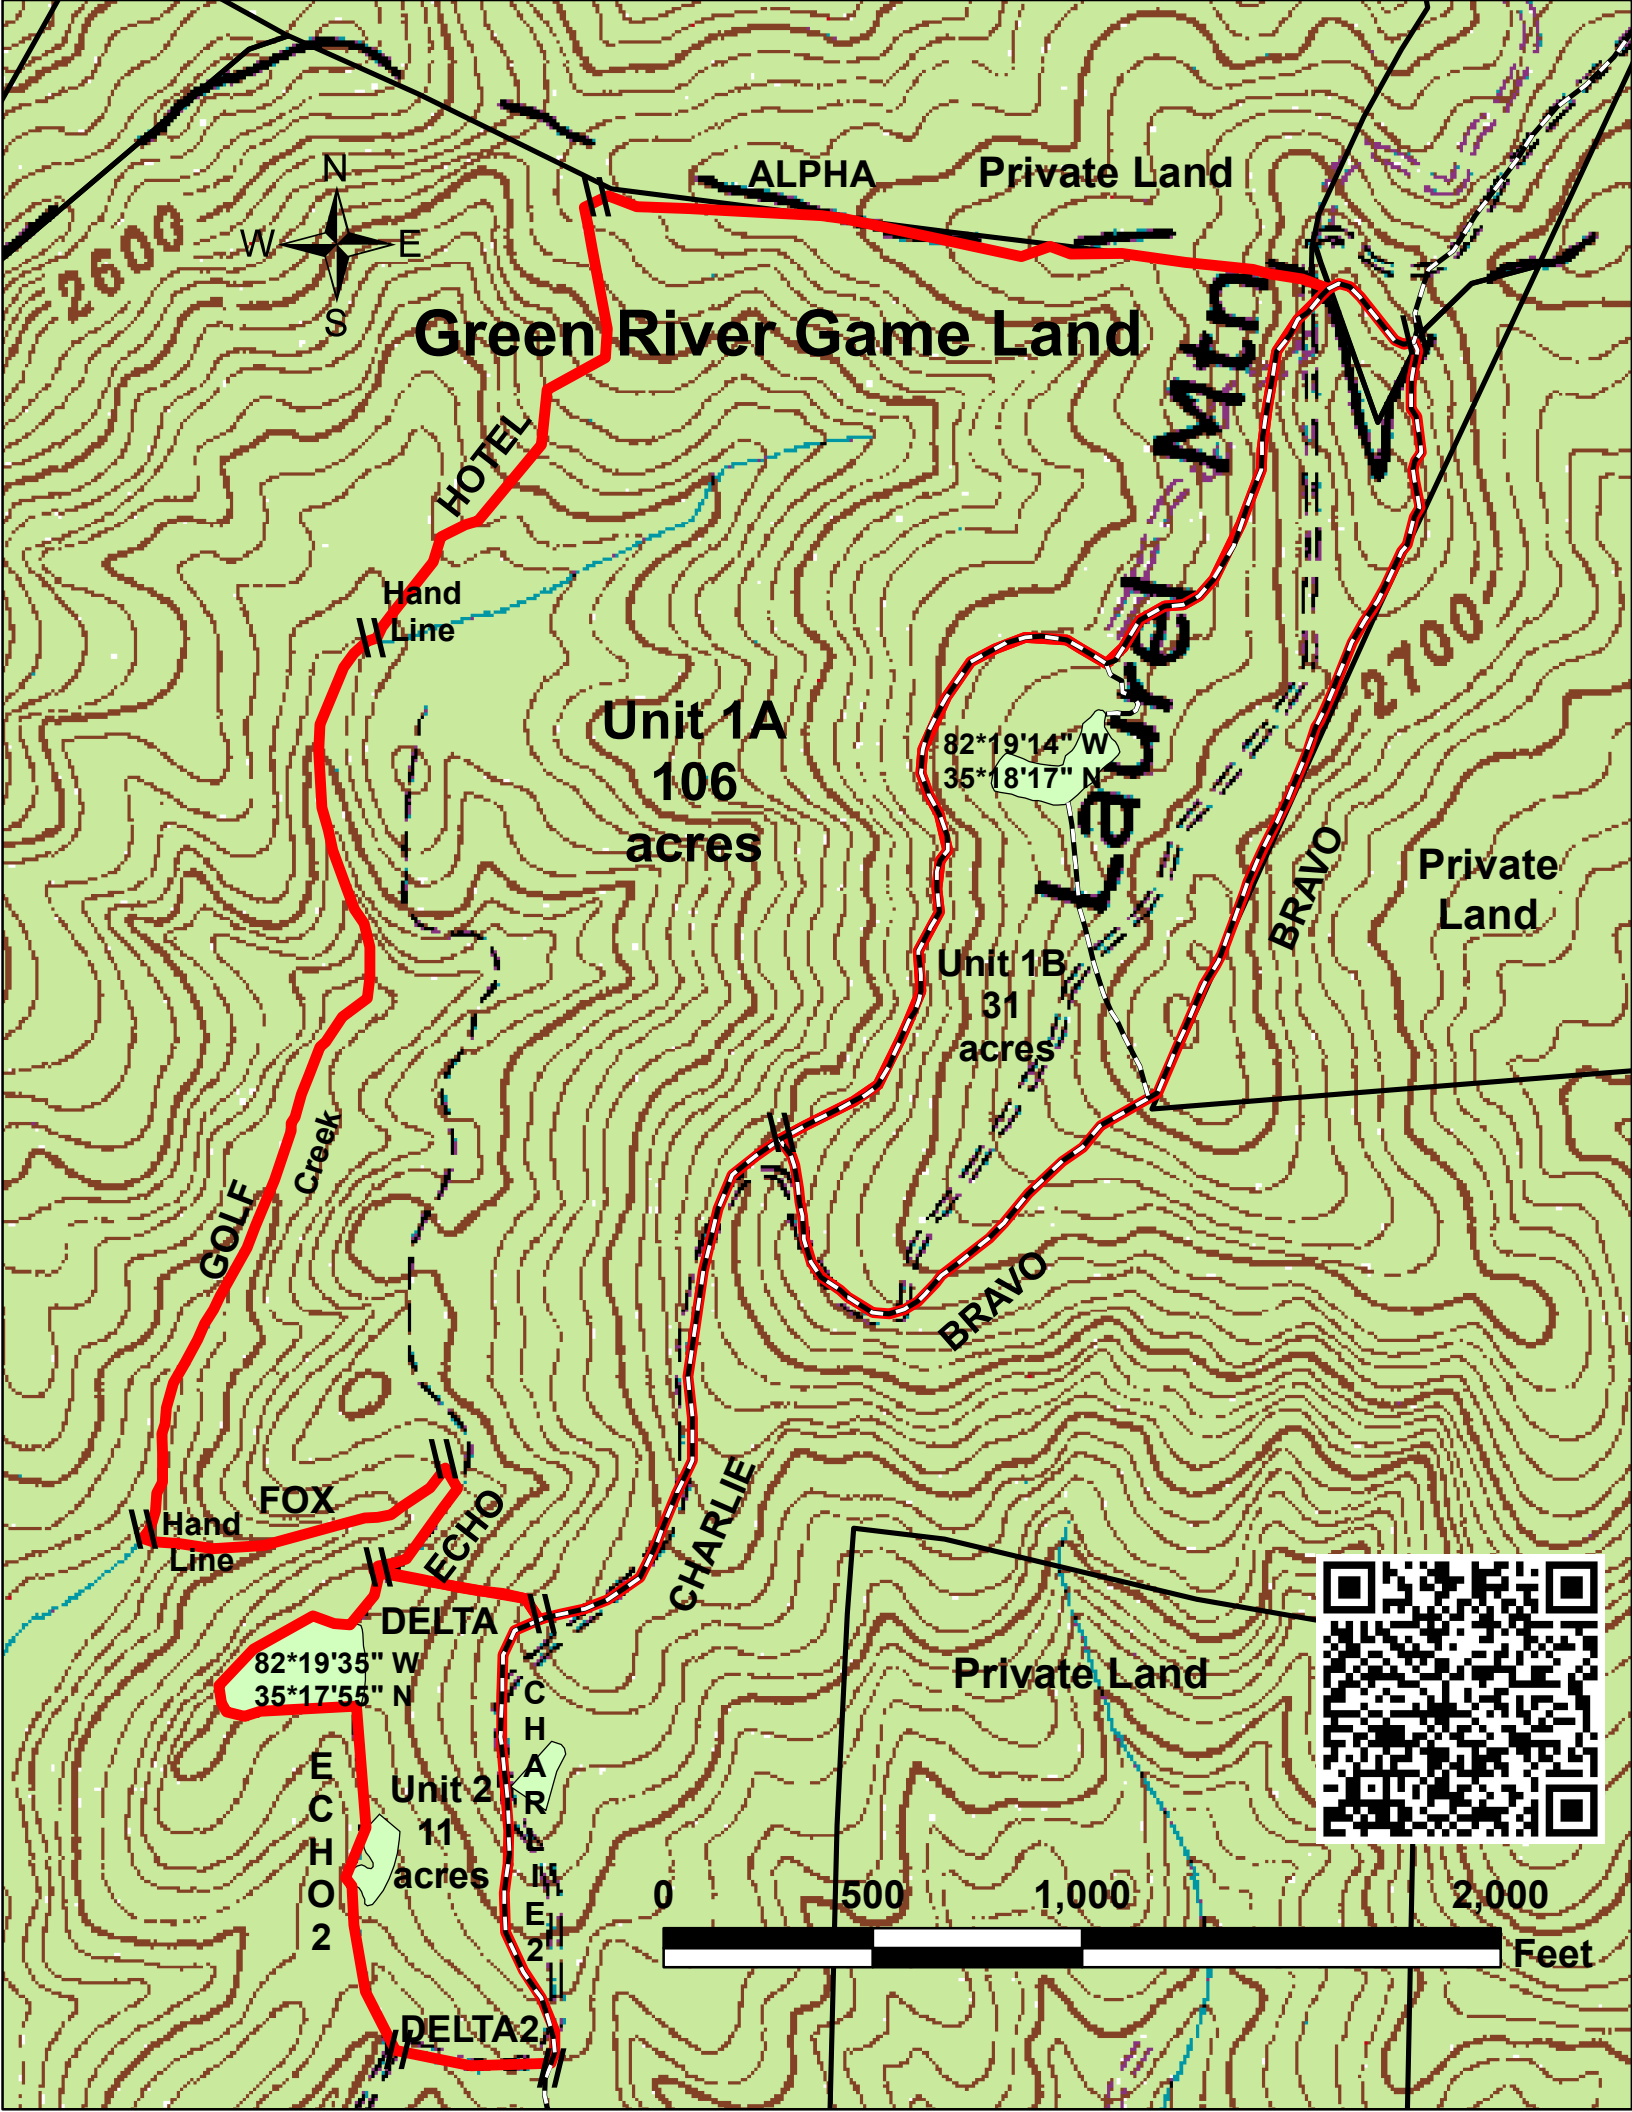 ALPHA
Private Land
N
W
E
S
2600
Green River Game Land
Laurel Mtn
HOTEL
Hand
Line
2700
Unit 1A
106
acres
82*19'14" W
35*18'17" N
BRAVO
Private
Land
Unit 1B
31
acres
Creek
GOLF
BRAVO
FOX
Hand
Line
ECHO
CHARLIE
DELTA
82*19'35" W
35*17'55" N
Private Land
CHARLIE2
ECHO2
Unit 2
11
acres
0
500
1,000
2,000
Feet
DELTA2